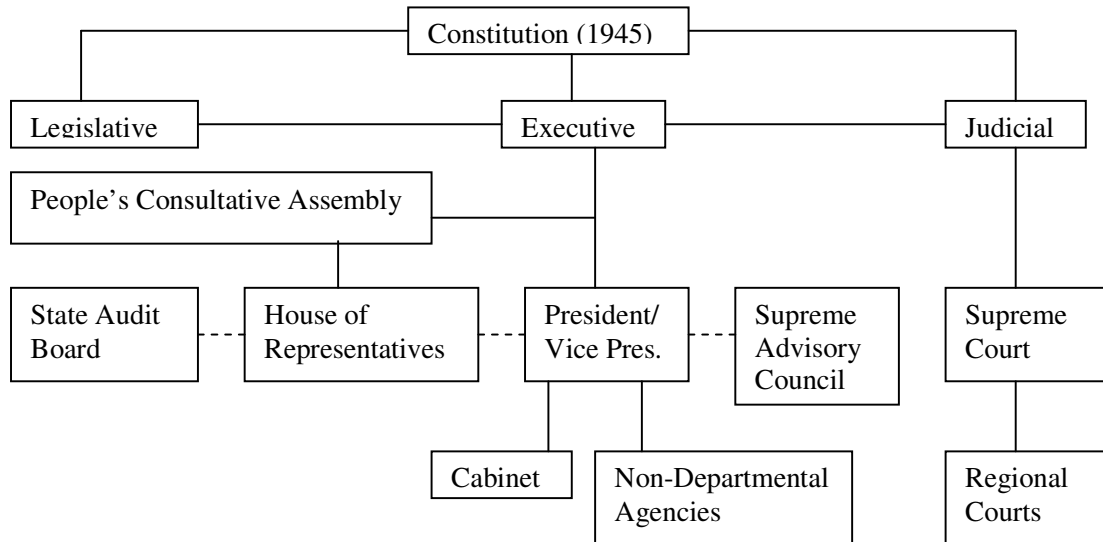 Constitution (1945)
Legislative
Executive
Judicial
People's Consultative Assembly
State Audit
Board
House of
Representatives
President/
Vice Pres.
Supreme
Advisory
Council
Supreme
Court
Cabinet
Non-Departmental
Agencies
Regional
Courts